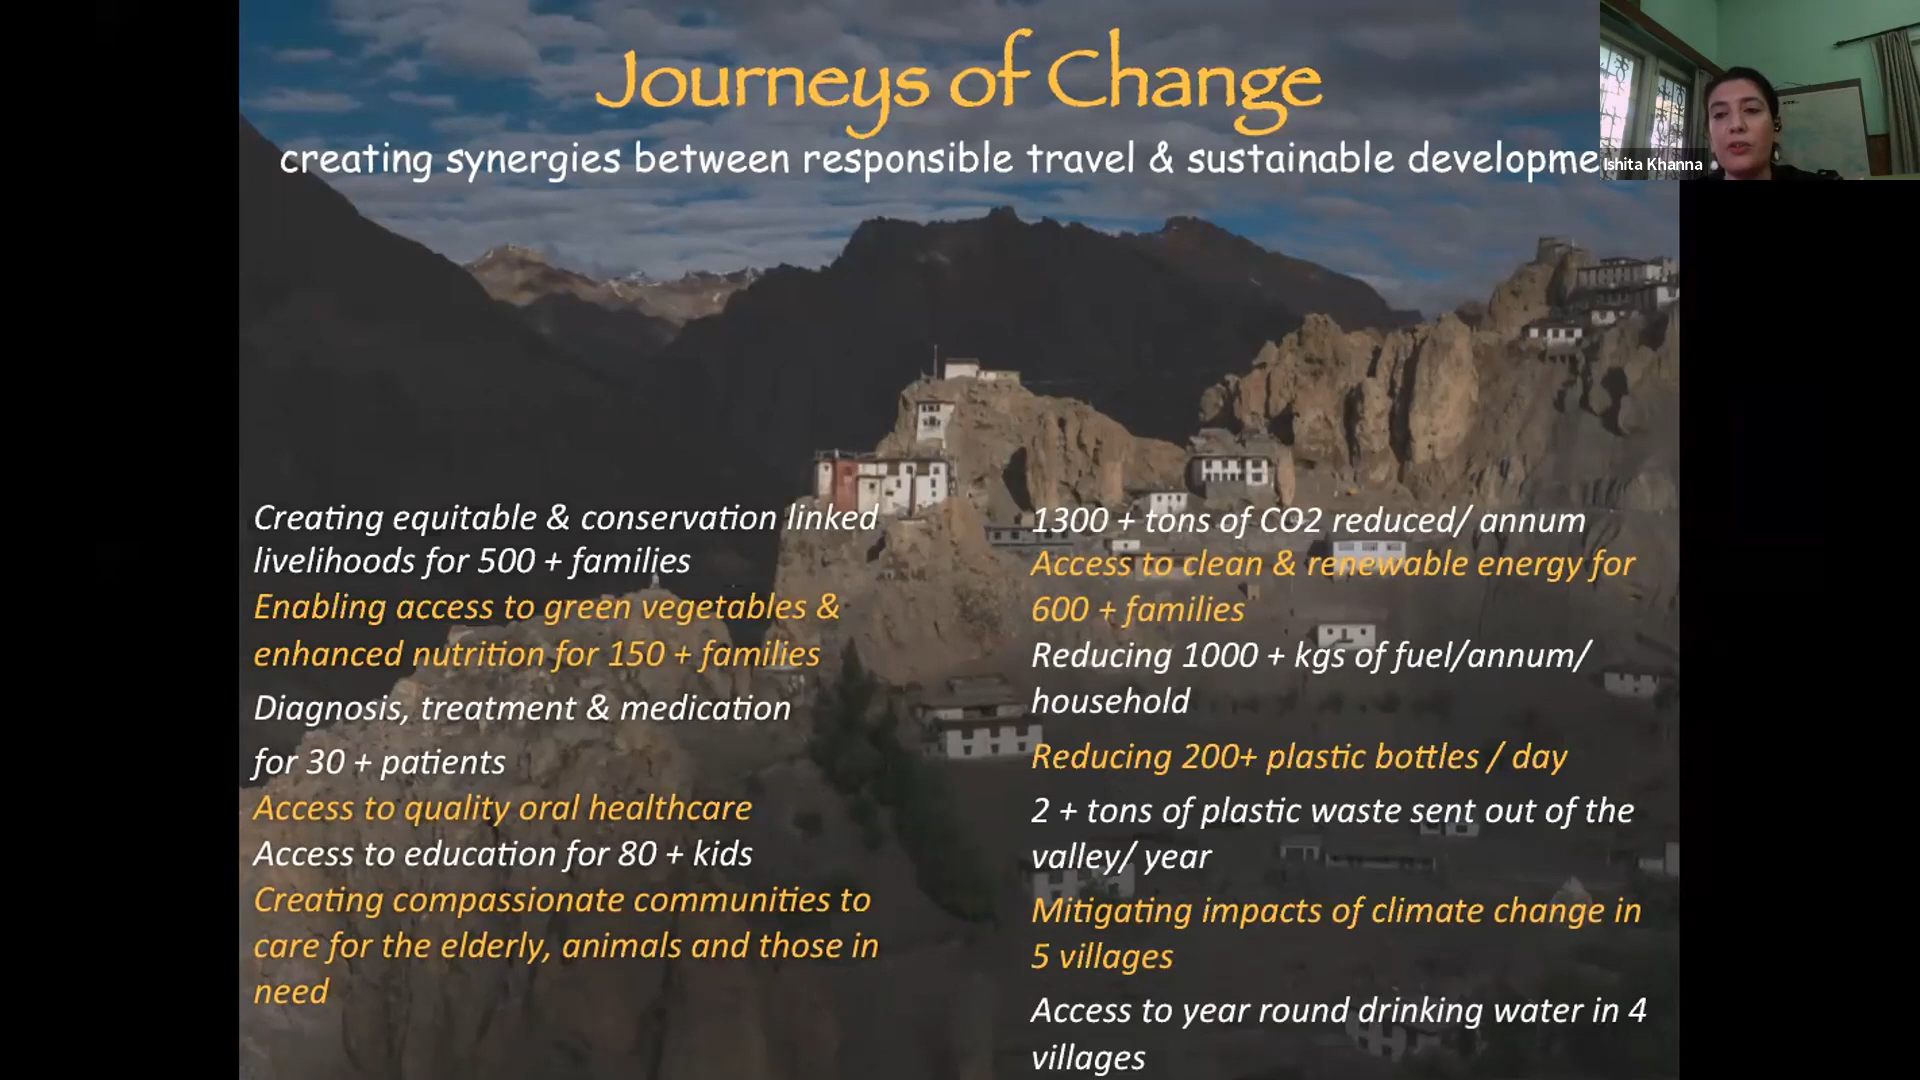 Journeys of Change
creating synergies between responsible travel & sustainable developme
Ishita Khanna
Creating equitable & conservation linked
livelihoods for 500 + families
Enabling access to green vegetables &
enhanced nutrition for 150 + families
Diagnosis, treatment & medication
for 30 + patients
Access to quality oral healthcare
Access to education for 80 + kids
Creating compassionate communities to
care for the elderly, animals and those in
need
1300 + tons of CO2 reduced/ annum
Access to clean & renewable energy for
600 + families
Reducing 1000 + kgs of fuel/annum/
household
Reducing 200+ plastic bottles / day
2 + tons of plastic waste sent out of the
valley/ year
Mitigating impacts of climate change in
5 villages
Access to year round drinking water in 4
villages